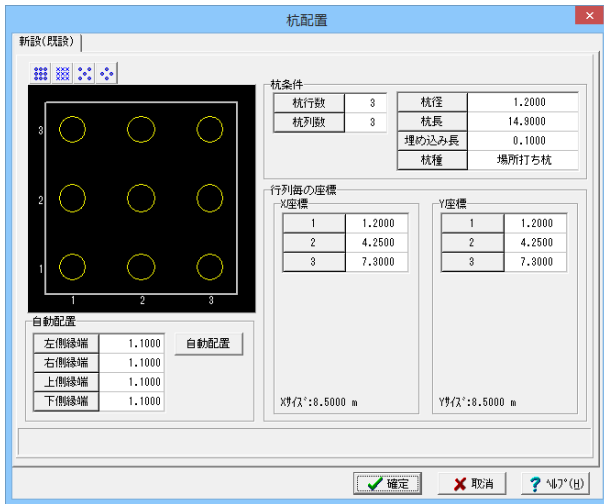 杭配置
新設(既設)
3
2
1
1 2 3
杭条件
杭行数 3
杭列数 3
杭径 1.2000
杭長 14.9000
埋め込み長 0.1000
杭種 場所打ち杭
行列毎の座標
X座標
1 1.2000
2 4.2500
3 7.3000
Xｻｲｽﾞ:8.5000 m
Y座標
1 1.2000
2 4.2500
3 7.3000
Yｻｲｽﾞ:8.5000 m
自動配置
左側縁端 1.1000
右側縁端 1.1000
上側縁端 1.1000
下側縁端 1.1000
自動配置
確定
取消
ﾍﾙﾌﾟ(H)